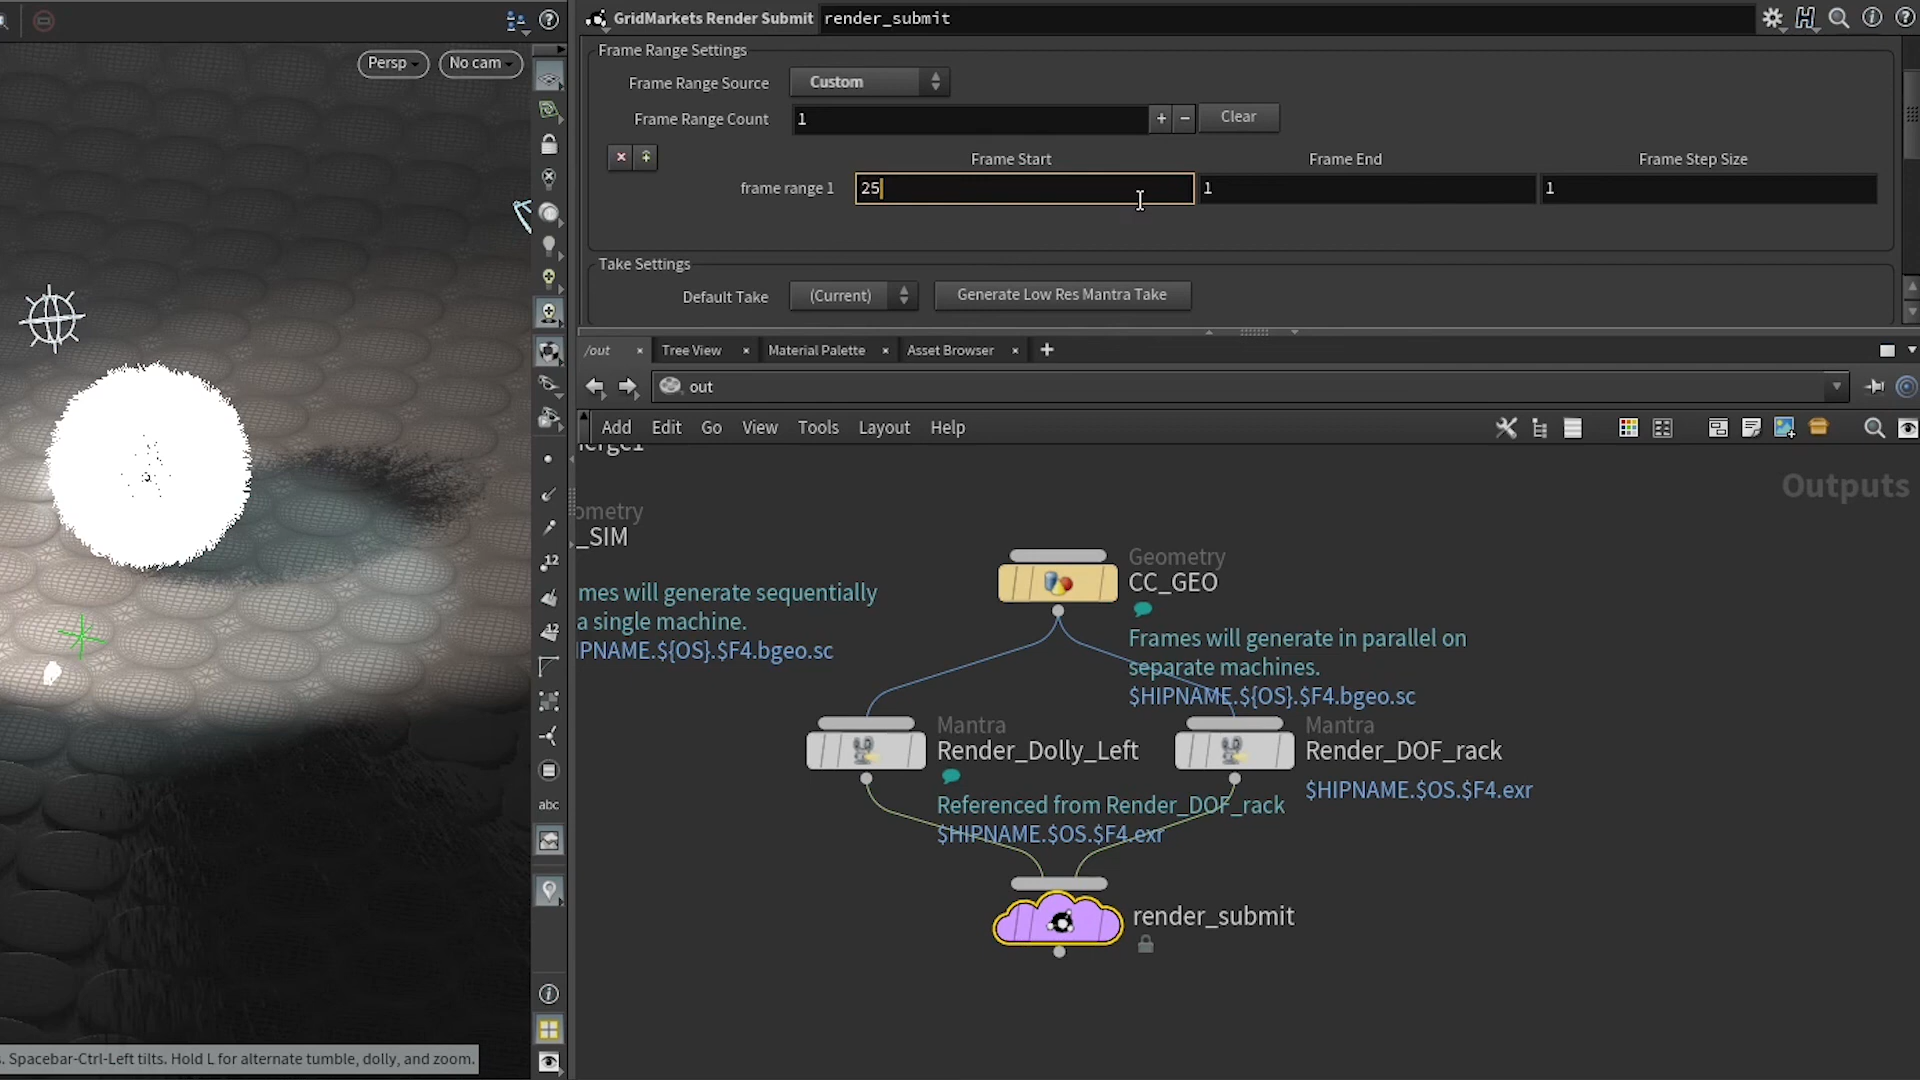 GridMarkets Render Submit render_submit
Frame Range Settings
Persp No cam
Frame Range Source Custom
Frame Range Count 1 + - Clear
Frame Start Frame End Frame Step Size
frame range 1 25 1 1
Take Settings
Default Take (Current) Generate Low Res Mantra Take
/out Tree View Material Palette Asset Browser
out
Add Edit Go View Tools Layout Help
Outputs
_SIM
Geometry
CC_GEO
mes will generate sequentially
a single machine.
IPNAME.${OS}.$F4.bgeo.sc
Frames will generate in parallel on
separate machines.
$HIPNAME.${OS}.$F4.bgeo.sc
Mantra
Render_Dolly_Left
Referenced from Render_DOF_rack
$HIPNAME.$OS.$F4.exr
Mantra
Render_DOF_rack
$HIPNAME.$OS.$F4.exr
render_submit
12
12
abc
s. Spacebar-Ctrl-Left tilts. Hold L for alternate tumble, dolly, and zoom.